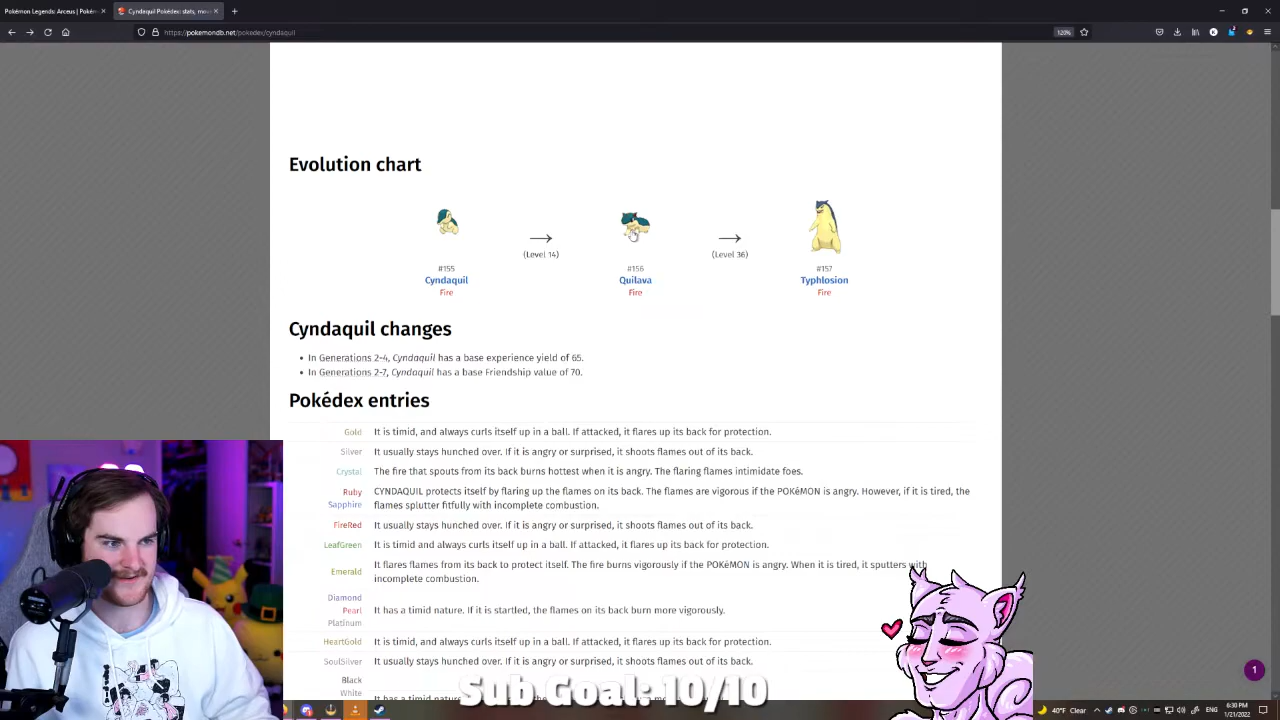 Pokémon Legends: Arceus | Poké
Cyndaquil Pokédex: stats, mov
https://pokemondb.net/pokedex/cyndaquil
120%
Evolution chart
(Level 14)
(Level 36)
#155
#156
#157
Cyndaquil
Quilava
Typhlosion
Fire
Fire
Fire
Cyndaquil changes
• In Generations 2-4, Cyndaquil has a base experience yield of 65.
• In Generations 2-7, Cyndaquil has a base Friendship value of 70.
Pokédex entries
Gold It is timid, and always curls itself up in a ball. If attacked, it flares up its back for protection.
Silver It usually stays hunched over. If it is angry or surprised, it shoots flames out of its back.
Crystal The fire that spouts from its back burns hottest when it is angry. The flaring flames intimidate foes.
Ruby CYNDAQUIL protects itself by flaring up the flames on its back. The flames are vigorous if the POKéMON is angry. However, if it is tired, the
Sapphire flames splutter fitfully with incomplete combustion.
FireRed It usually stays hunched over. If it is angry or surprised, it shoots flames out of its back.
LeafGreen It is timid and always curls itself up in a ball. If attacked, it flares up its back for protection.
Emerald It flares flames from its back to protect itself. The fire burns vigorously if the POKéMON is angry. When it is tired, it sputters with
incomplete combustion.
Diamond
Pearl It has a timid nature. If it is startled, the flames on its back burn more vigorously.
Platinum
HeartGold It is timid, and always curls itself up in a ball. If attacked, it flares up its back for protection.
SoulSilver It usually stays hunched over. If it is angry or surprised, it shoots flames out of its back.
Black
White
Sub Goal: 10/10
1
40°F Clear
ENG
6:30 PM
1/21/2022